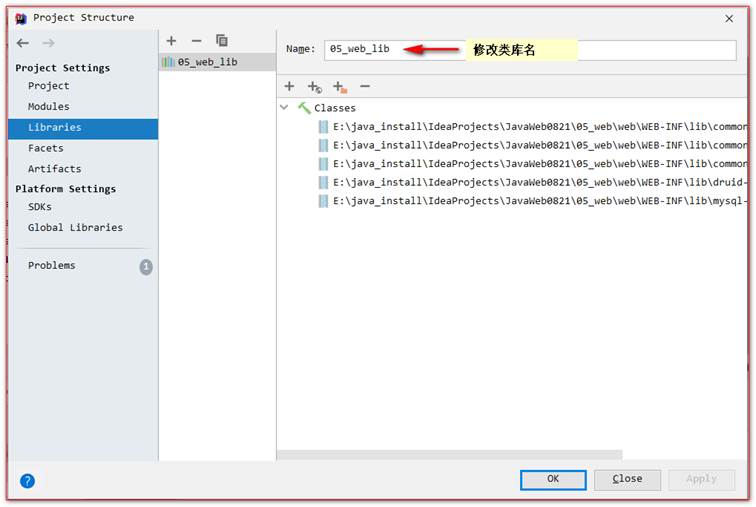 Project Structure
Project Settings
Project
Modules
Libraries
Facets
Artifacts
Platform Settings
SDKs
Global Libraries
Problems
1
05_web_lib
Name: 05_web_lib 修改类库名
Classes
E:\java_install\IdeaProjects\JavaWeb0821\05_web\web\WEB-INF\lib\common
E:\java_install\IdeaProjects\JavaWeb0821\05_web\web\WEB-INF\lib\common
E:\java_install\IdeaProjects\JavaWeb0821\05_web\web\WEB-INF\lib\common
E:\java_install\IdeaProjects\JavaWeb0821\05_web\web\WEB-INF\lib\druid-
E:\java_install\IdeaProjects\JavaWeb0821\05_web\web\WEB-INF\lib\mysql-
?
OK
Close
Apply